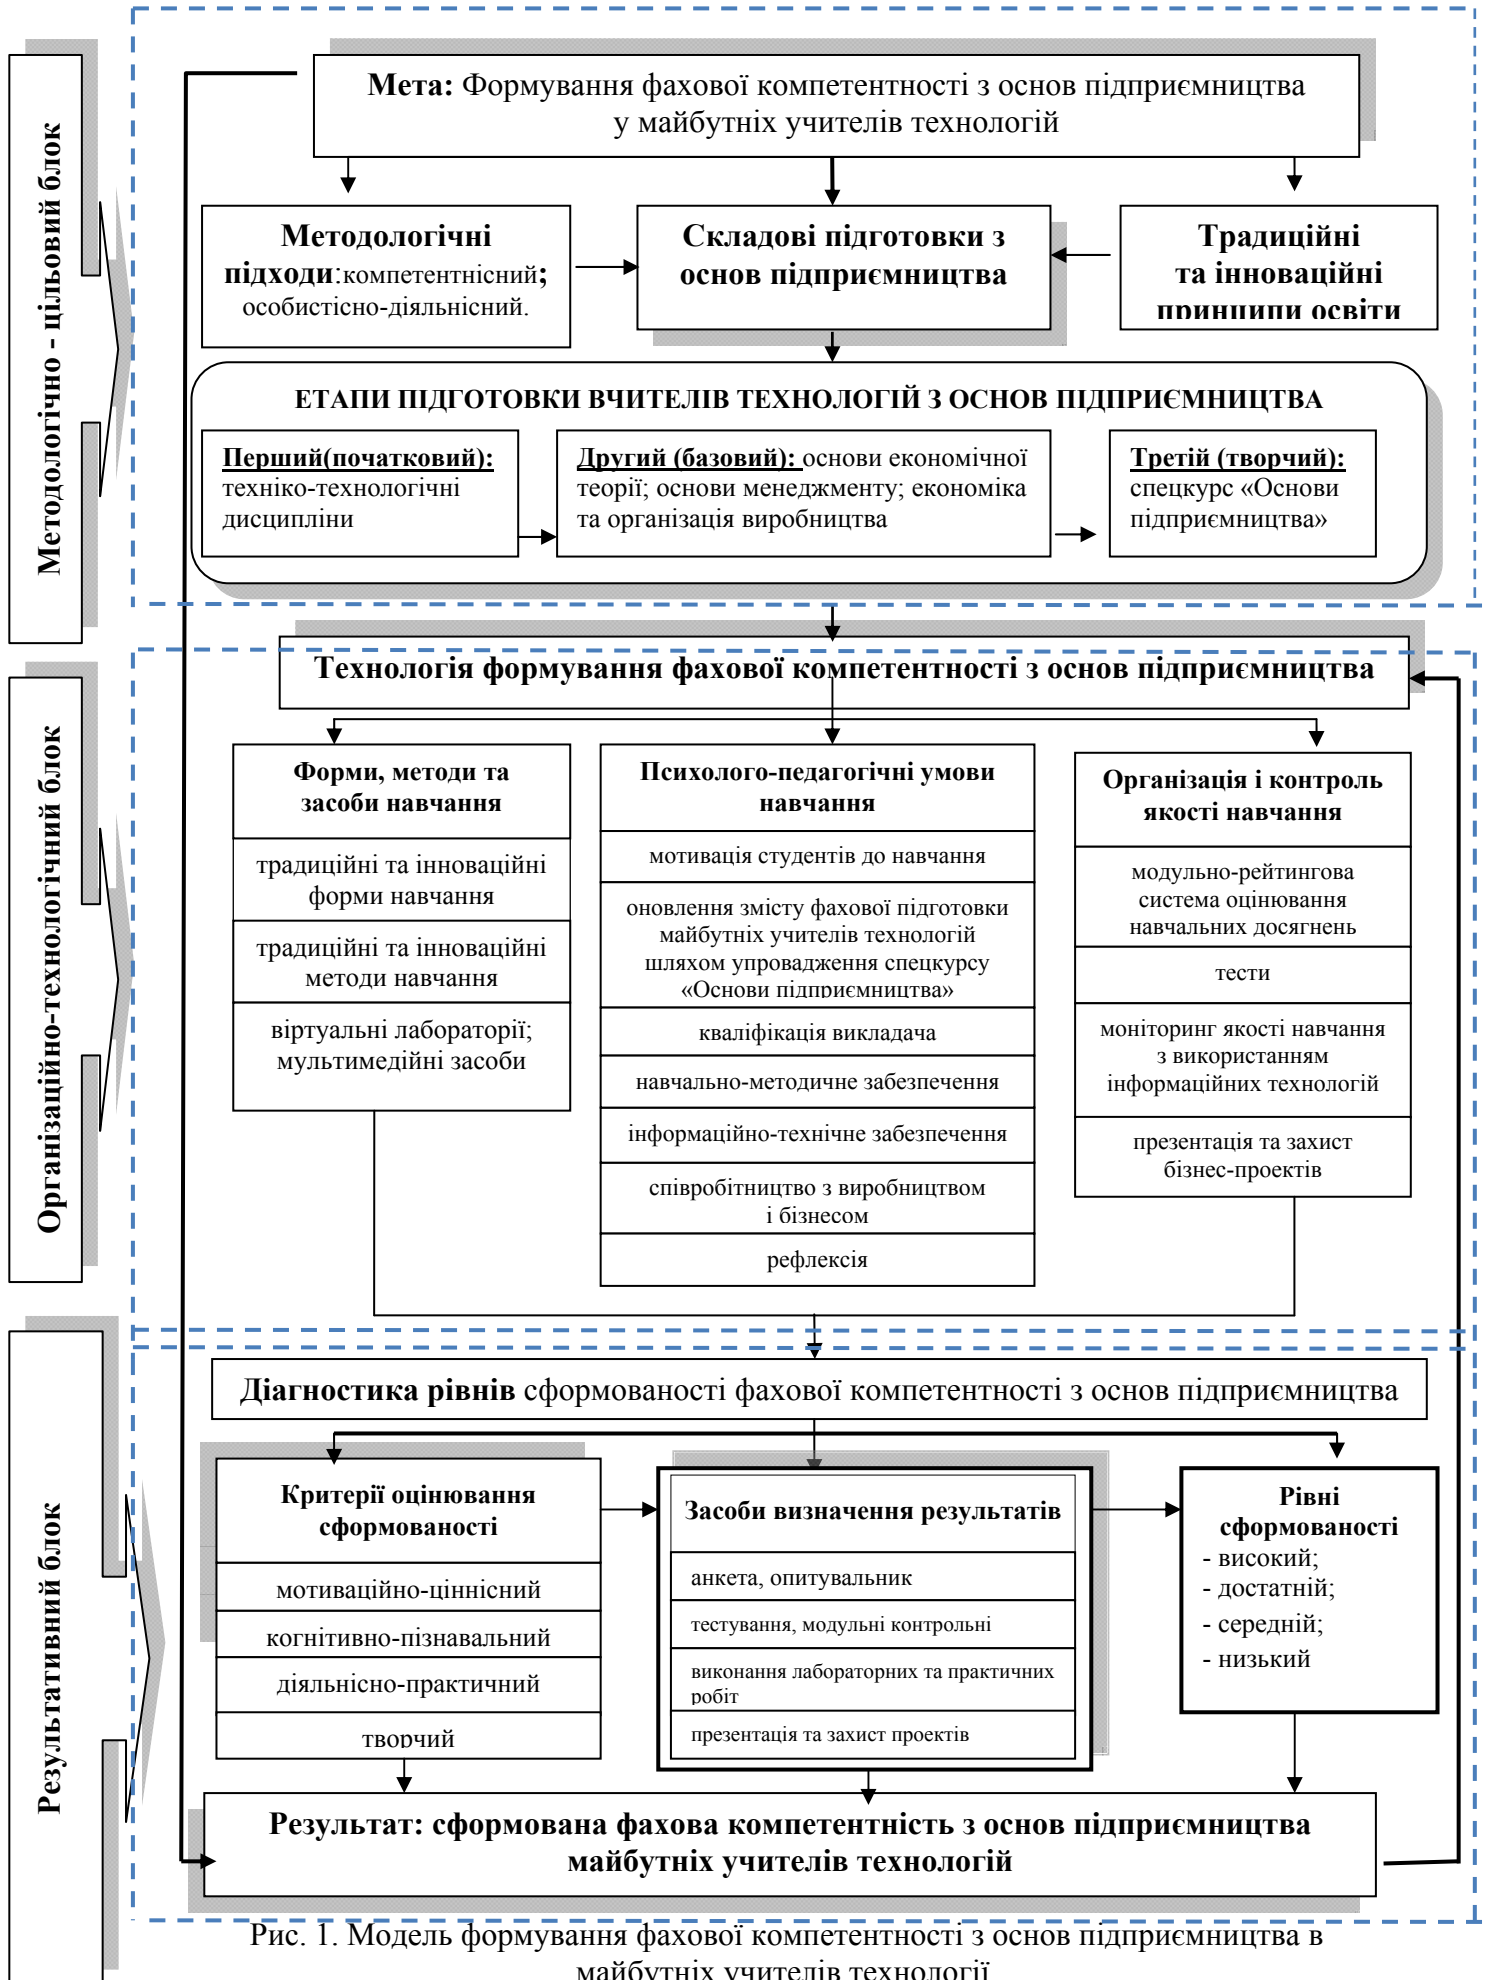 Методологічно - цільовий блок
Мета: Формування фахової компетентності з основ підприємництва
у майбутніх учителів технологій
Методологічні
підходи:компетентнісний;
особистісно-діяльнісний.
Складові підготовки з
основ підприємництва
Традиційні
та інноваційні
принципи освіти
ЕТАПИ ПІДГОТОВКИ ВЧИТЕЛІВ ТЕХНОЛОГІЙ З ОСНОВ ПІДПРИЄМНИЦТВА
Перший(початковий):
техніко-технологічні
дисципліни
Другий (базовий): основи економічної
теорії; основи менеджменту; економіка
та організація виробництва
Третій (творчий):
спецкурс «Основи
підприємництва»
Організаційно-технологічний блок
Технологія формування фахової компетентності з основ підприємництва
Форми, методи та
засоби навчання
традиційні та інноваційні
форми навчання
традиційні та інноваційні
методи навчання
віртуальні лабораторії;
мультимедійні засоби
Психолого-педагогічні умови
навчання
мотивація студентів до навчання
оновлення змісту фахової підготовки
майбутніх учителів технологій
шляхом упровадження спецкурсу
«Основи підприємництва»
кваліфікація викладача
навчально-методичне забезпечення
інформаційно-технічне забезпечення
співробітництво з виробництвом
і бізнесом
рефлексія
Організація і контроль
якості навчання
модульно-рейтингова
система оцінювання
навчальних досягнень
тести
моніторинг якості навчання
з використанням
інформаційних технологій
презентація та захист
бізнес-проектів
Результативний блок
Діагностика рівнів сформованості фахової компетентності з основ підприємництва
Критерії оцінювання
сформованості
мотиваційно-ціннісний
когнітивно-пізнавальний
діяльнісно-практичний
творчий
Засоби визначення результатів
анкета, опитувальник
тестування, модульні контрольні
виконання лабораторних та практичних
робіт
презентація та захист проектів
Рівні
сформованості
- високий;
- достатній;
- середній;
- низький
Результат: сформована фахова компетентність з основ підприємництва
майбутніх учителів технологій
Рис. 1. Модель формування фахової компетентності з основ підприємництва в
майбутніх учителів технології